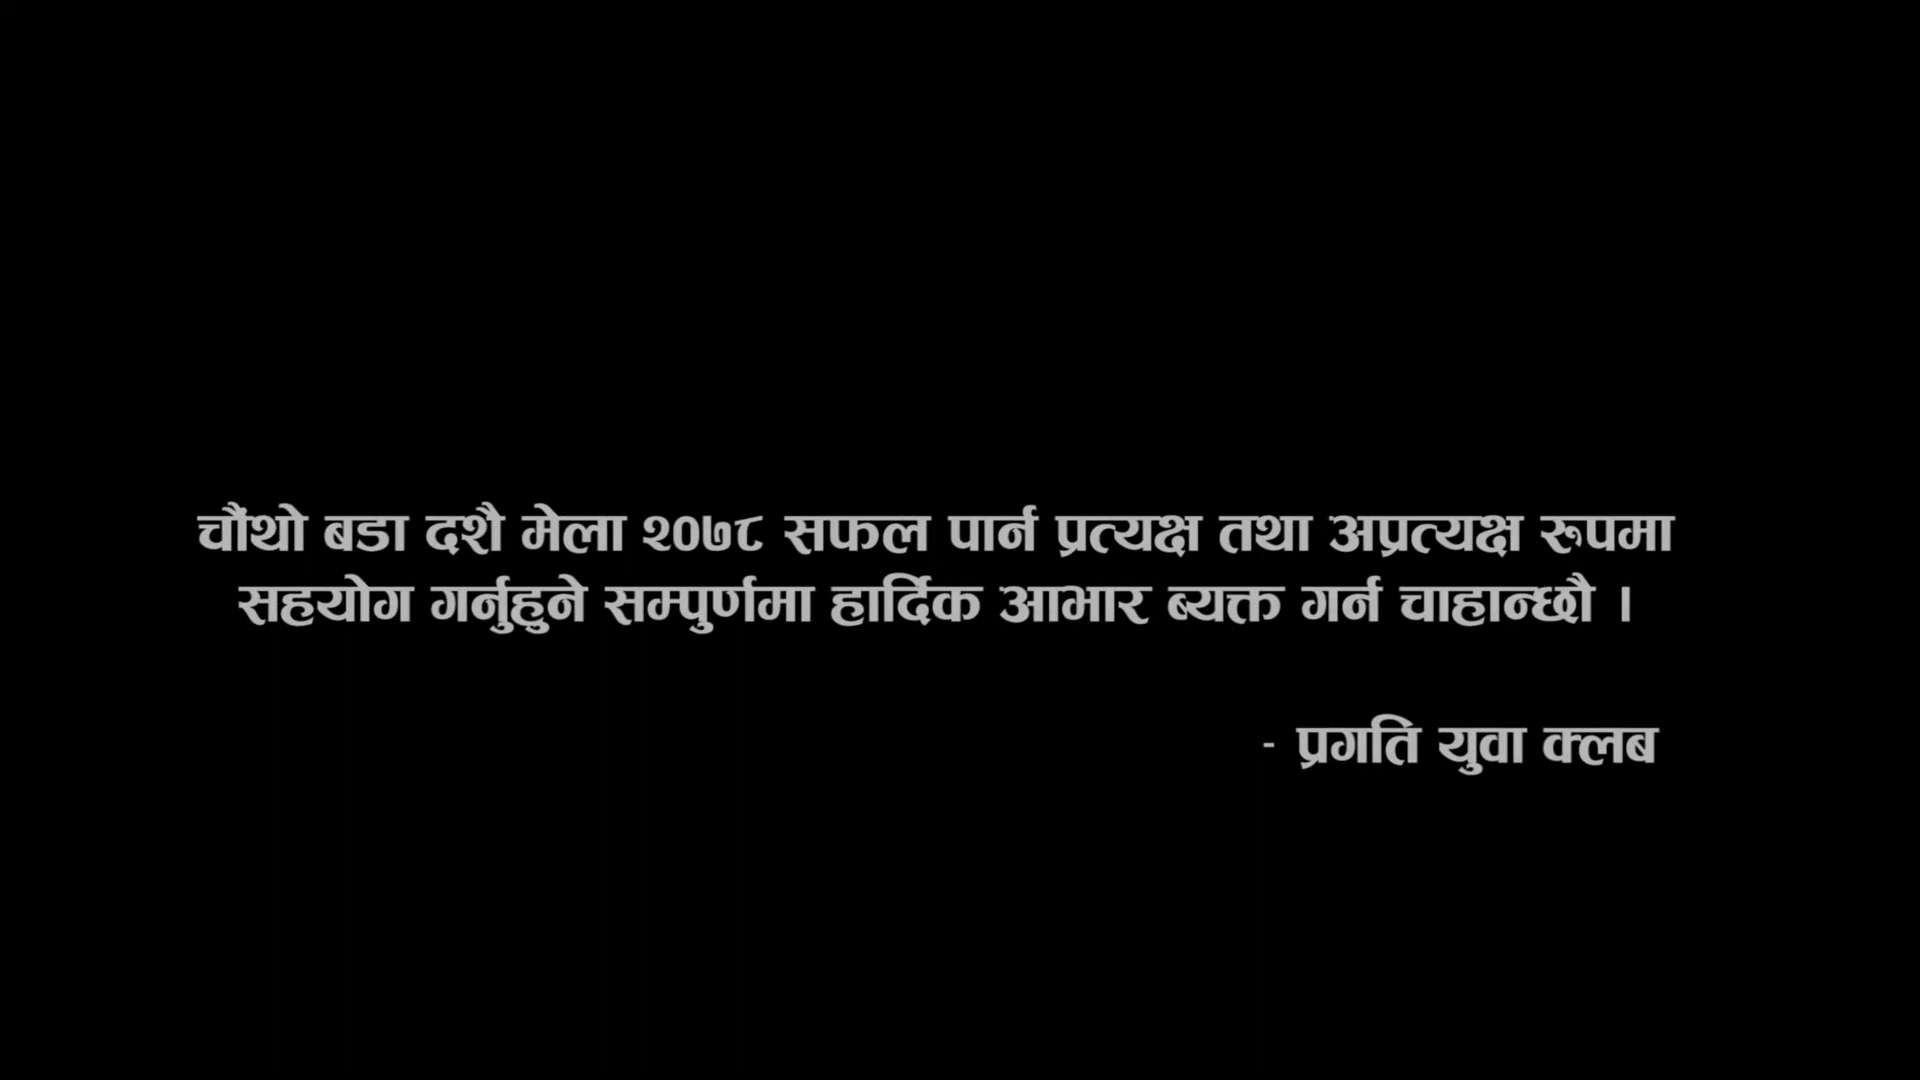 चौंथो बडा दशै मेला २०७८ सफल पार्न प्रत्यक्ष तथा अप्रत्यक्ष रुपमा
सहयोग गर्नुहुने सम्पुर्णमा हार्दिक आभार ब्यक्त गर्न चाहान्छौ ।
- प्रगति युवा क्लब